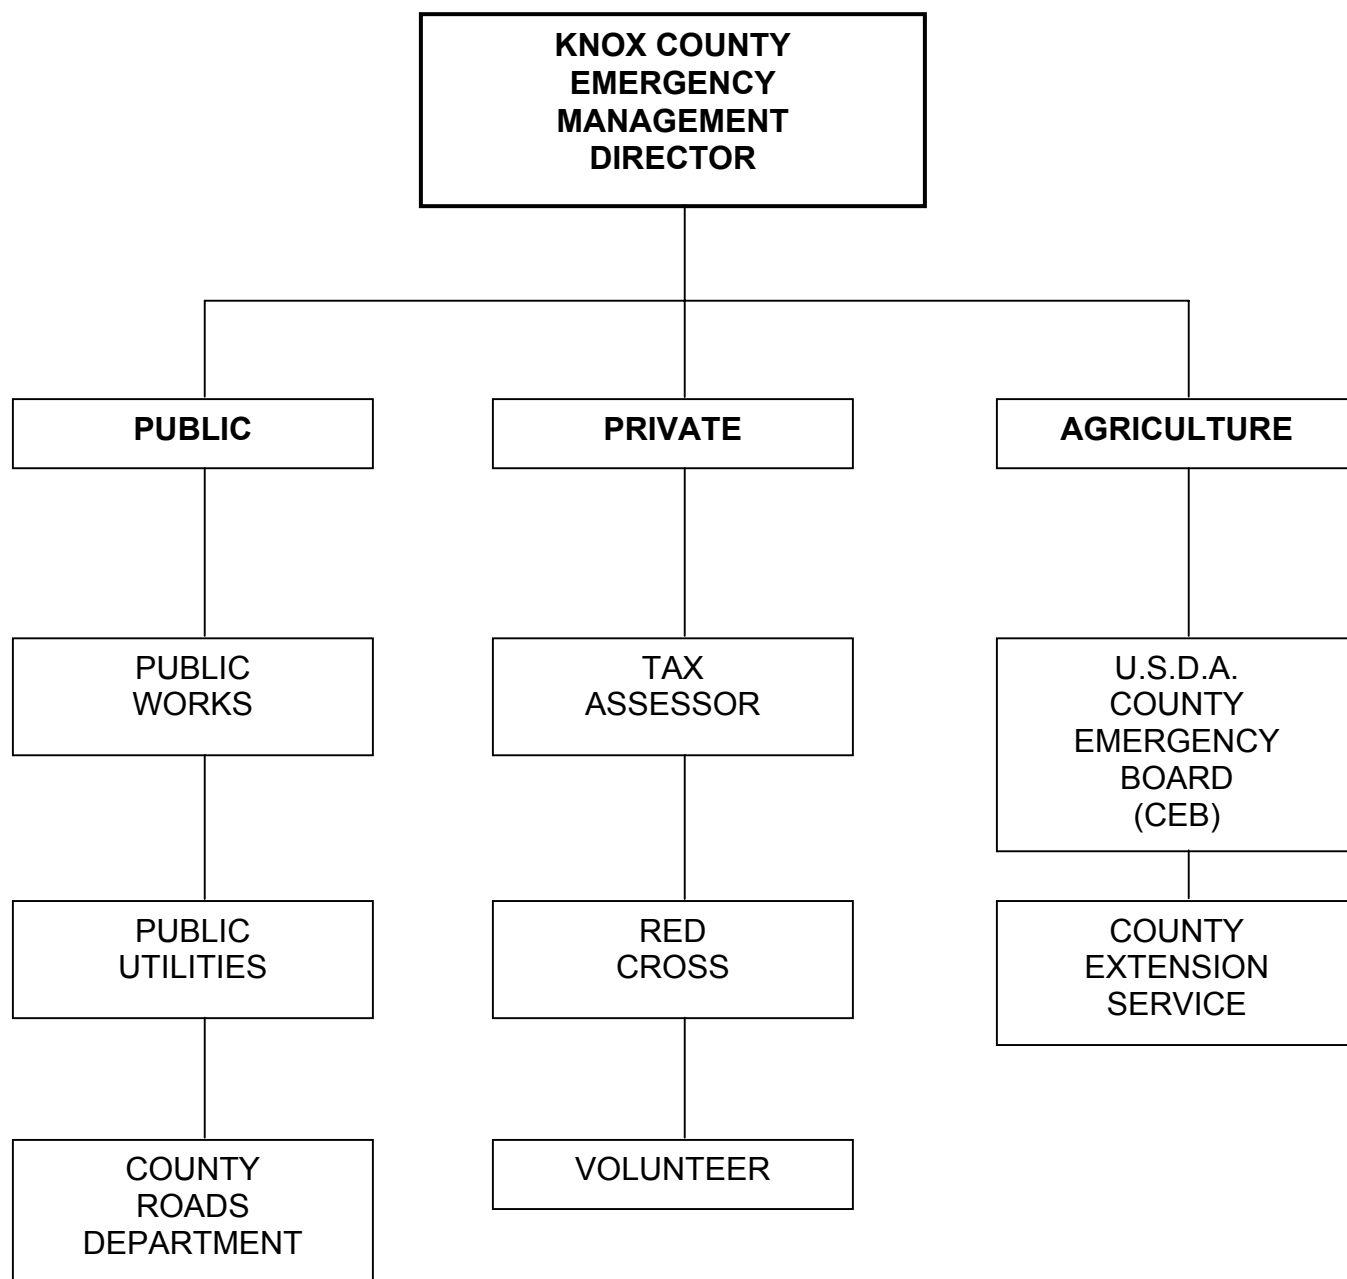 KNOX COUNTY
EMERGENCY
MANAGEMENT
DIRECTOR
PUBLIC
PRIVATE
AGRICULTURE
PUBLIC
WORKS
TAX
ASSESSOR
U.S.D.A.
COUNTY
EMERGENCY
BOARD
(CEB)
PUBLIC
UTILITIES
RED
CROSS
COUNTY
EXTENSION
SERVICE
COUNTY
ROADS
DEPARTMENT
VOLUNTEER